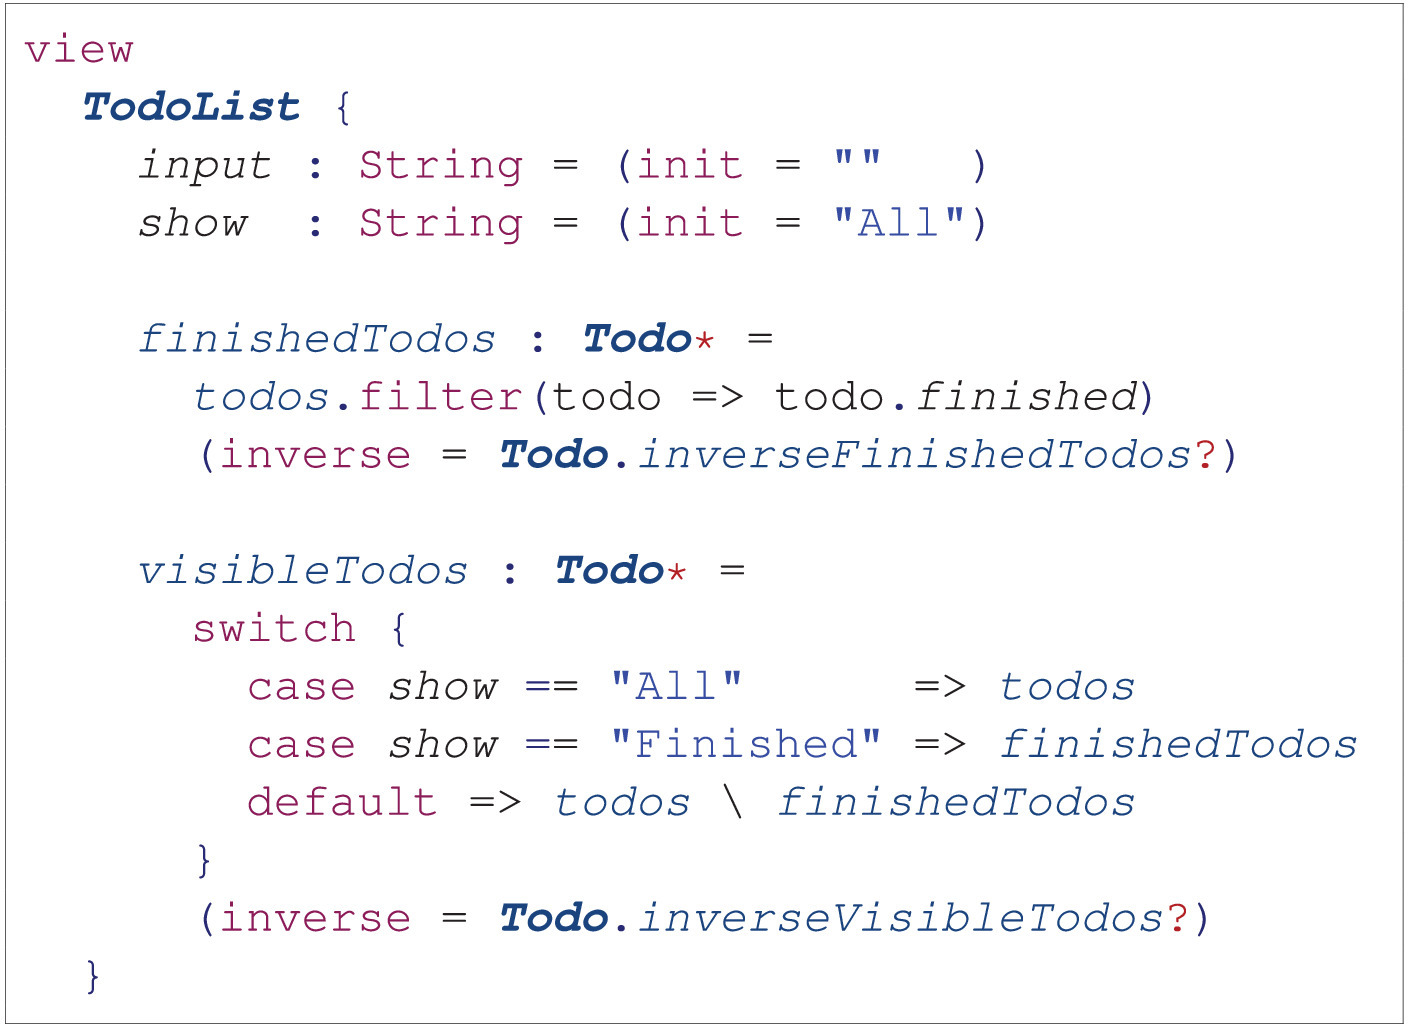 view
  TodoList {
    input : String = (init = ""   )
    show  : String = (init = "All")

    finishedTodos : Todo* =
      todos.filter(todo => todo.finished)
      (inverse = Todo.inverseFinishedTodos?)

    visibleTodos : Todo* =
      switch {
        case show == "All"      => todos
        case show == "Finished" => finishedTodos
        default => todos \ finishedTodos
      }
      (inverse = Todo.inverseVisibleTodos?)
  }